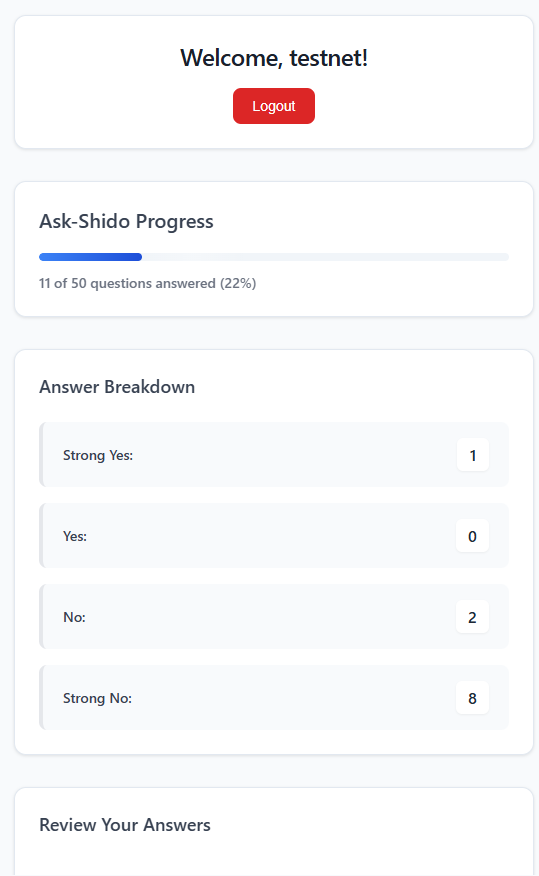 Welcome, testnet!
Logout
Ask-Shido Progress
11 of 50 questions answered (22%)
Answer Breakdown
Strong Yes: 1
Yes: 0
No: 2
Strong No: 8
Review Your Answers